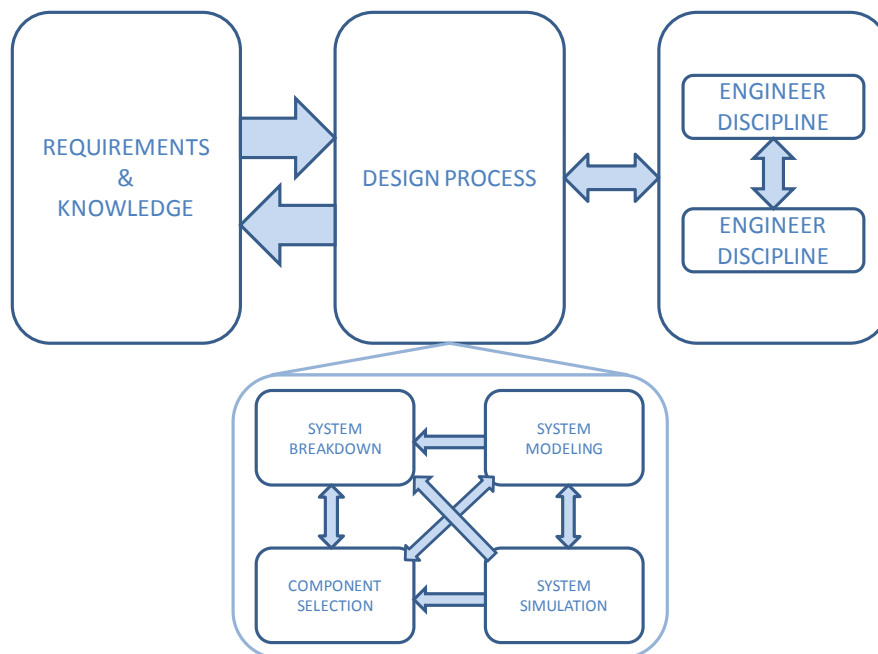 REQUIREMENTS
&
KNOWLEDGE
DESIGN PROCESS
ENGINEER
DISCIPLINE
ENGINEER
DISCIPLINE
SYSTEM
BREAKDOWN
SYSTEM
MODELING
COMPONENT
SELECTION
SYSTEM
SIMULATION